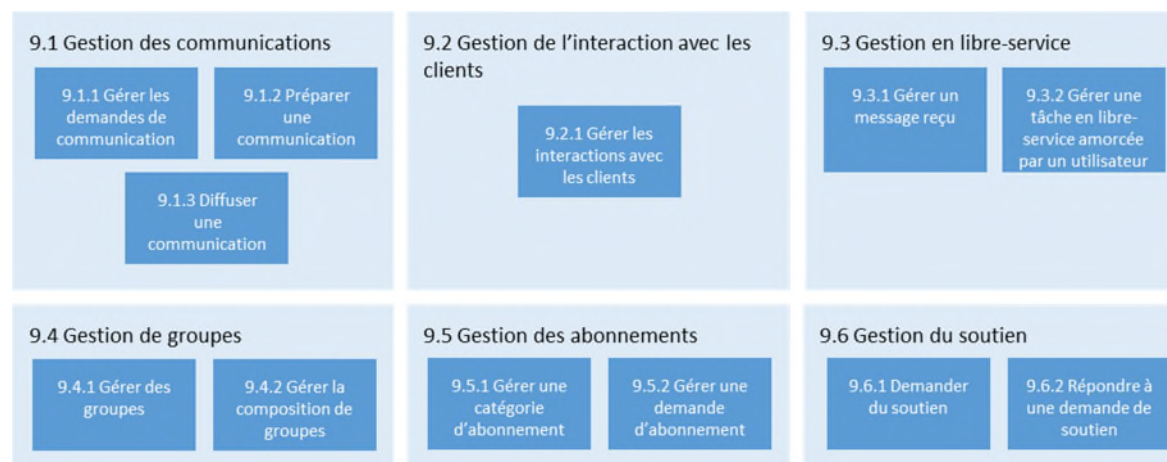 9.1 Gestion des communications
9.1.1 Gérer les
demandes de
communication
9.1.2 Préparer
une
communication
9.1.3 Diffuser
une
communication
9.2 Gestion de l’interaction avec les
clients
9.2.1 Gérer les
interactions avec
les clients
9.3 Gestion en libre-service
9.3.1 Gérer un
message reçu
9.3.2 Gérer une
tâche en libre-
service amorcée
par un utilisateur
9.4 Gestion de groupes
9.4.1 Gérer des
groupes
9.4.2 Gérer la
composition de
groupes
9.5 Gestion des abonnements
9.5.1 Gérer une
catégorie
d’abonnement
9.5.2 Gérer une
demande
d’abonnement
9.6 Gestion du soutien
9.6.1 Demander
du soutien
9.6.2 Répondre à
une demande de
soutien